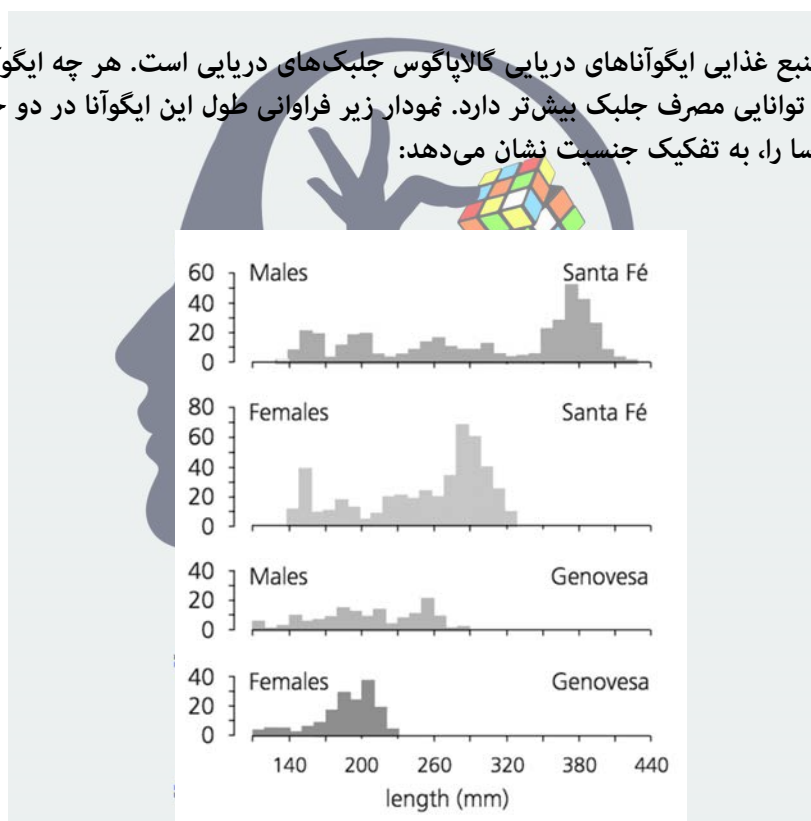 غذایی ایگوآناهای دریایی گالاپاگوس جلبک‌های دریایی است. هر چه
توانایی مصرف جلبک بیش‌تر دارد. نمودار زیر فراوانی طول این ایگوآنا در دو
را، به تفکیک جنسیت نشان می‌دهد:
60 Males Santa Fé
40
20
0
80 Females Santa Fé
60
40
20
0
40 Males Genovesa
20
0
40 Females Genovesa
20
0
140 200 260 320 380 440
length (mm)